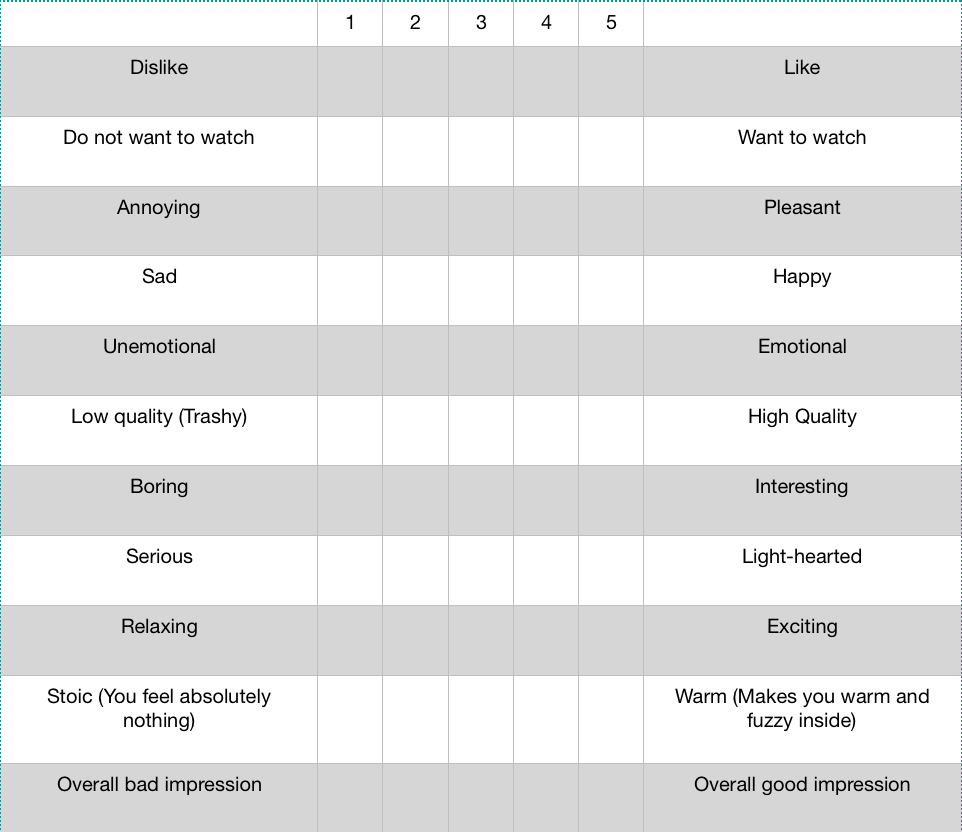 1 2 3 4 5
Dislike Like
Do not want to watch Want to watch
Annoying Pleasant
Sad Happy
Unemotional Emotional
Low quality (Trashy) High Quality
Boring Interesting
Serious Light-hearted
Relaxing Exciting
Stoic (You feel absolutely
nothing)
Warm (Makes you warm and
fuzzy inside)
Overall bad impression Overall good impression